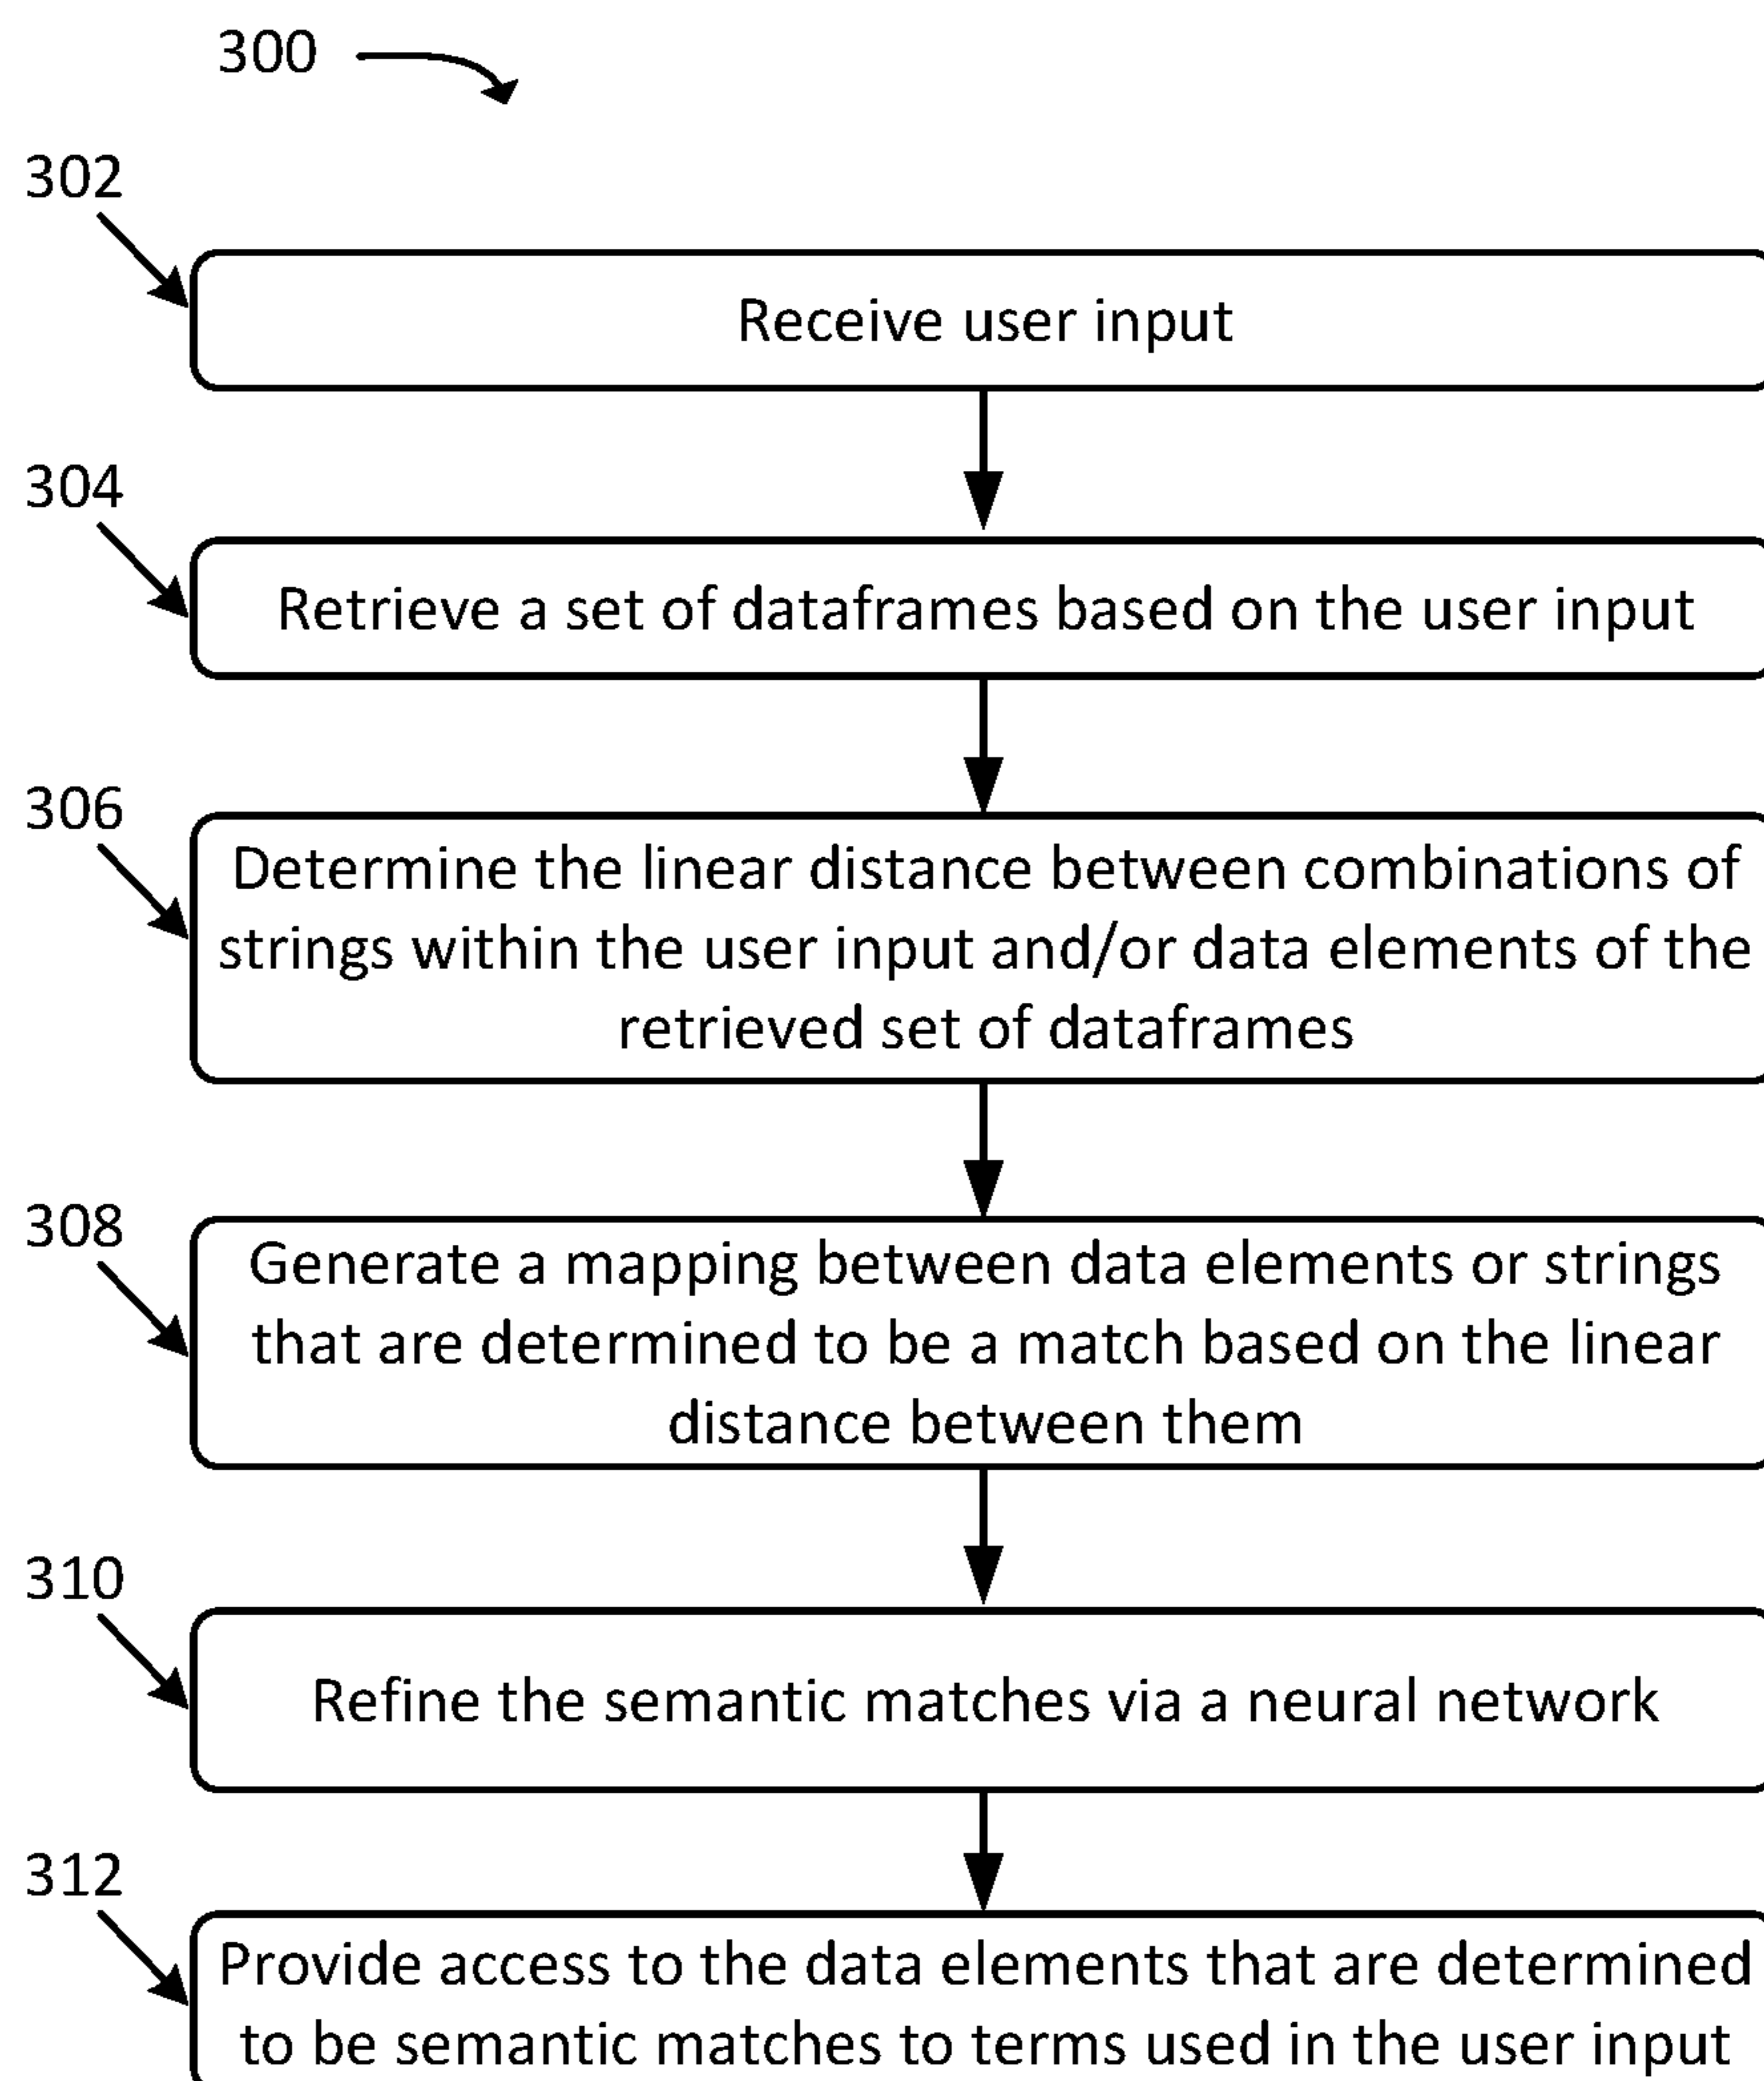 300
302
Receive user input
304
Retrieve a set of dataframes based on the user input
306
Determine the linear distance between combinations of
strings within the user input and/or data elements of the
retrieved set of dataframes
308
Generate a mapping between data elements or strings
that are determined to be a match based on the linear
distance between them
310
Refine the semantic matches via a neural network
312
Provide access to the data elements that are determined
to be semantic matches to terms used in the user input